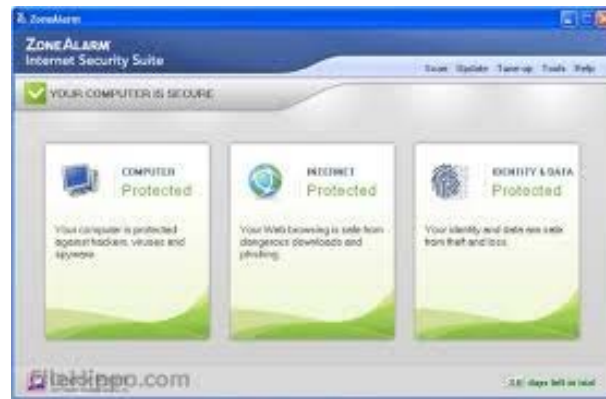 ZoneAlarm
ZONEALARM
Internet Security Suite
Scan Update Tune-up Tools Help
YOUR COMPUTER IS SECURE
COMPUTER
Protected
Your computer is protected
against hackers, viruses and
spyware.
INTERNET
Protected
Your Web browsing is safe from
dangerous downloads and
phishing.
IDENTITY & DATA
Protected
Your identity and data are safe
from theft and loss.
FileHippo.com
days left in trial